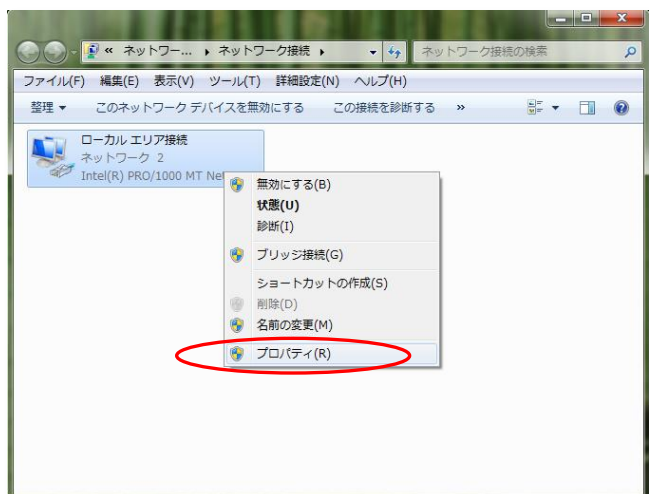 « ネットワー... ▸ ネットワーク接続 ▸ ネットワーク接続の検索
ファイル(F) 編集(E) 表示(V) ツール(T) 詳細設定(N) ヘルプ(H)
整理 ▼ このネットワーク デバイスを無効にする この接続を診断する »
ローカル エリア接続
ネットワーク 2
Intel(R) PRO/1000 MT Net
無効にする(B)
状態(U)
診断(I)
ブリッジ接続(G)
ショートカットの作成(S)
削除(D)
名前の変更(M)
プロパティ(R)